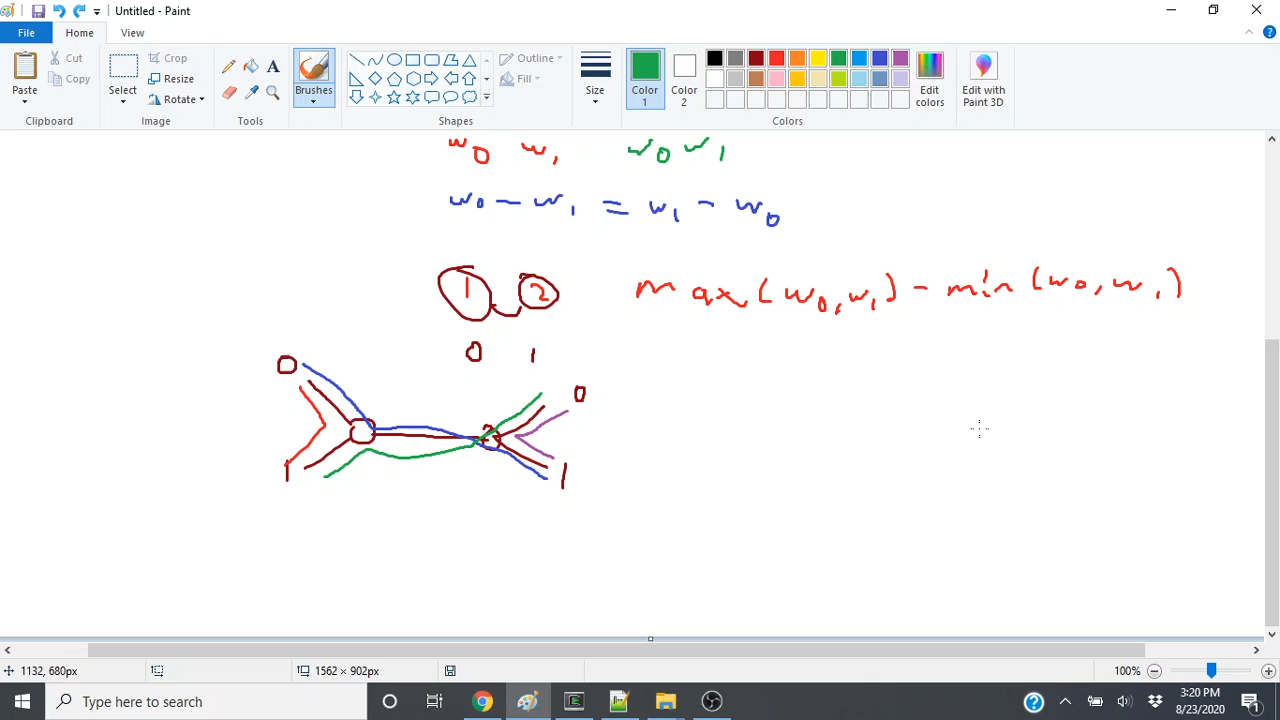 Untitled - Paint
File Home View
Paste
Cut
Copy
Clipboard
Select
Crop
Resize
Rotate
Image
A
Tools
Brushes
Shapes
Outline
Fill
Size
Color 1
Color 2
Edit colors
Edit with Paint 3D
Colors
w0 w1 w0 w1
w0 - w1 = w1 - w0
1 2 max(w0,w1) - min(w0,w1)
0 1
0 0
1 1
1132, 680px 1562 × 902px 100%
Type here to search
3:20 PM
8/23/2020
1